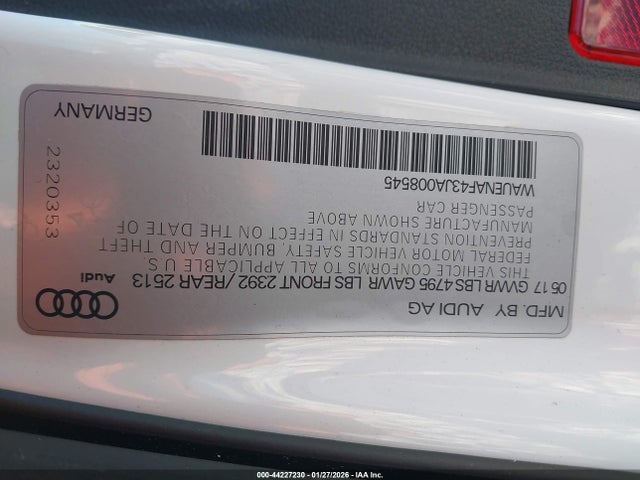 MFD. BY AUDI AG
05 17 GVWR LBS 4795 GAWR LBS FRONT 2392 / REAR 2513
THIS VEHICLE CONFORMS TO ALL APPLICABLE U.S.
FEDERAL MOTOR VEHICLE SAFETY, BUMPER AND THEFT
PREVENTION STANDARDS IN EFFECT ON THE DATE OF
MANUFACTURE SHOWN ABOVE
PASSENGER CAR
WAUENAF43JA008545
Audi
2320353
GERMANY
000-44227230 - 01/27/2026 - IAA Inc.